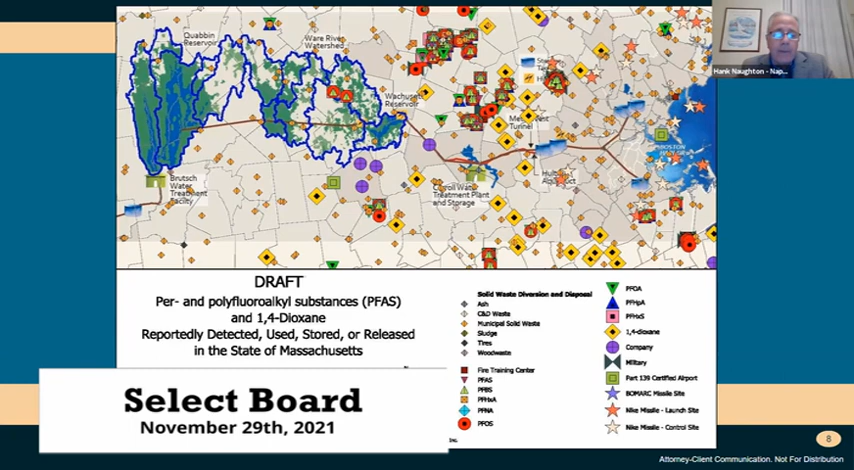 Quabbin
Reservoir
Ware River
Watershed
Wachusett
Reservoir
Tunnel
Brutsch
Water
Treatment
Facility
Carroll Water
Treatment Plant
and Storage
Hank Naughton - Nap...
DRAFT
Per- and polyfluoroalkyl substances (PFAS)
and 1,4-Dioxane
Reportedly Detected, Used, Stored, or Released
in the State of Massachusetts
Solid Waste Diversion and Disposal
Ash
C&D Waste
Municipal Solid Waste
Sludge
Tires
Woodwaste
Fire Training Center
PFAS
PFBS
PFHxA
PFNA
PFOS
PFOA
PFHpA
PFHxS
1,4-dioxane
Company
Military
Part 139 Certified Airport
BOMARC Missile Site
Nike Missile - Launch Site
Nike Missile - Control Site
Select Board
November 29th, 2021
8
Attorney-Client Communication. Not For Distribution